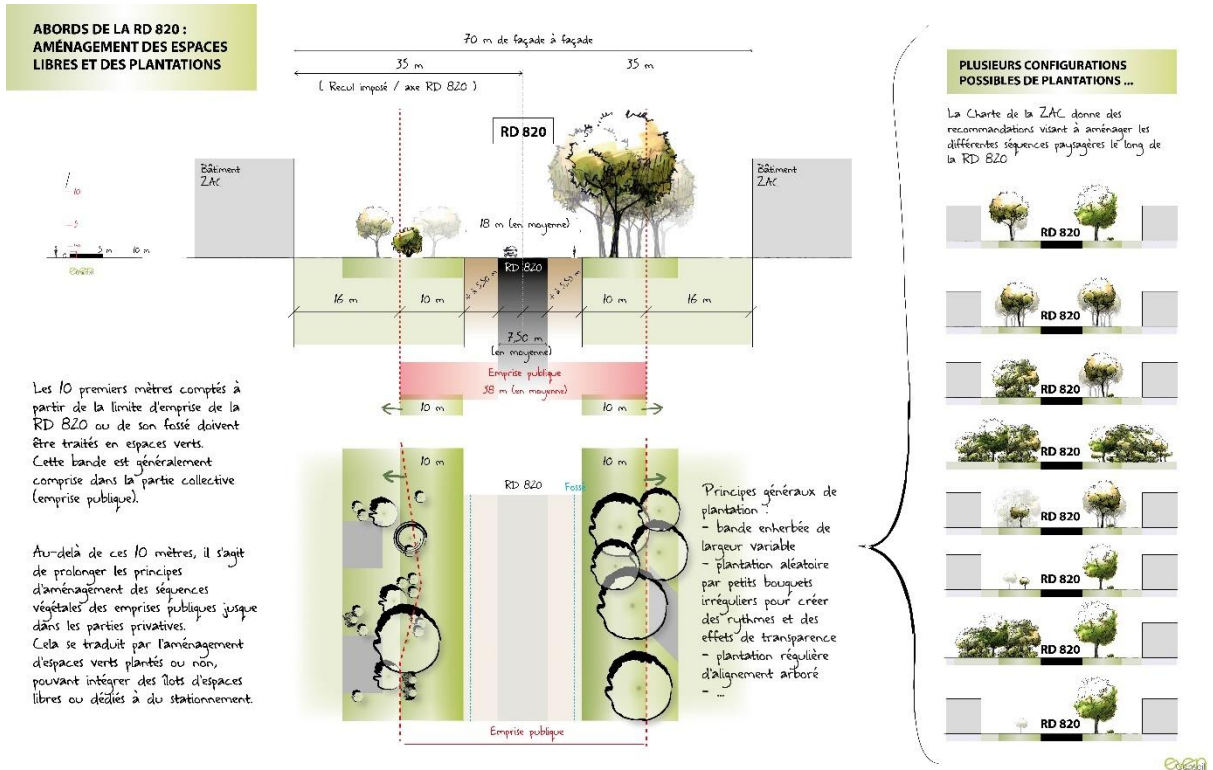 ABORDS DE LA RD 820 :
AMÉNAGEMENT DES ESPACES
LIBRES ET DES PLANTATIONS
70 m de façade à façade
35 m
35 m
( Recul imposé / axe RD 820 )
RD 820
Bâtiment
ZAC
Bâtiment
ZAC
18 m (en moyenne)
10
5
0
5 m
10 m
RD 820
16 m
10 m
10 m
16 m
7,50 m
(en moyenne)
Emprise publique
38 m (en moyenne)
10 m
10 m
Les 10 premiers mètres comptés à
partir de la limite d'emprise de la
RD 820 ou de son fossé doivent
être traités en espaces verts.
Cette bande est généralement
comprise dans la partie collective
(emprise publique).
Au-delà de ces 10 mètres, il s'agit
de prolonger les principes
d'aménagement des séquences
végétales des emprises publiques jusque
dans les parties privatives.
Cela se traduit par l'aménagement
d'espaces verts plantés ou non,
pouvant intégrer des îlots d'espaces
libres ou dédiés à du stationnement.
10 m
10 m
RD 820
Fossé
Emprise publique
Principes généraux de
plantation :
- bande enherbée de
largeur variable
- plantation aléatoire
par petits bouquets
irréguliers pour créer
des rythmes et des
effets de transparence
- plantation régulière
d'alignement arboré
- ...
PLUSIEURS CONFIGURATIONS
POSSIBLES DE PLANTATIONS ...
La Charte de la ZAC donne des
recommandations visant à aménager les
différentes séquences paysagères le long de
la RD 820
RD 820
RD 820
RD 820
RD 820
RD 820
RD 820
RD 820
RD 820
even
conseil